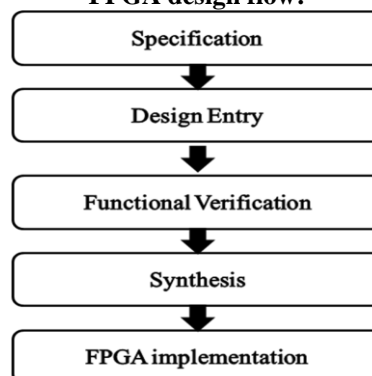 FPGA design flow:
Specification
Design Entry
Functional Verification
Synthesis
FPGA implementation